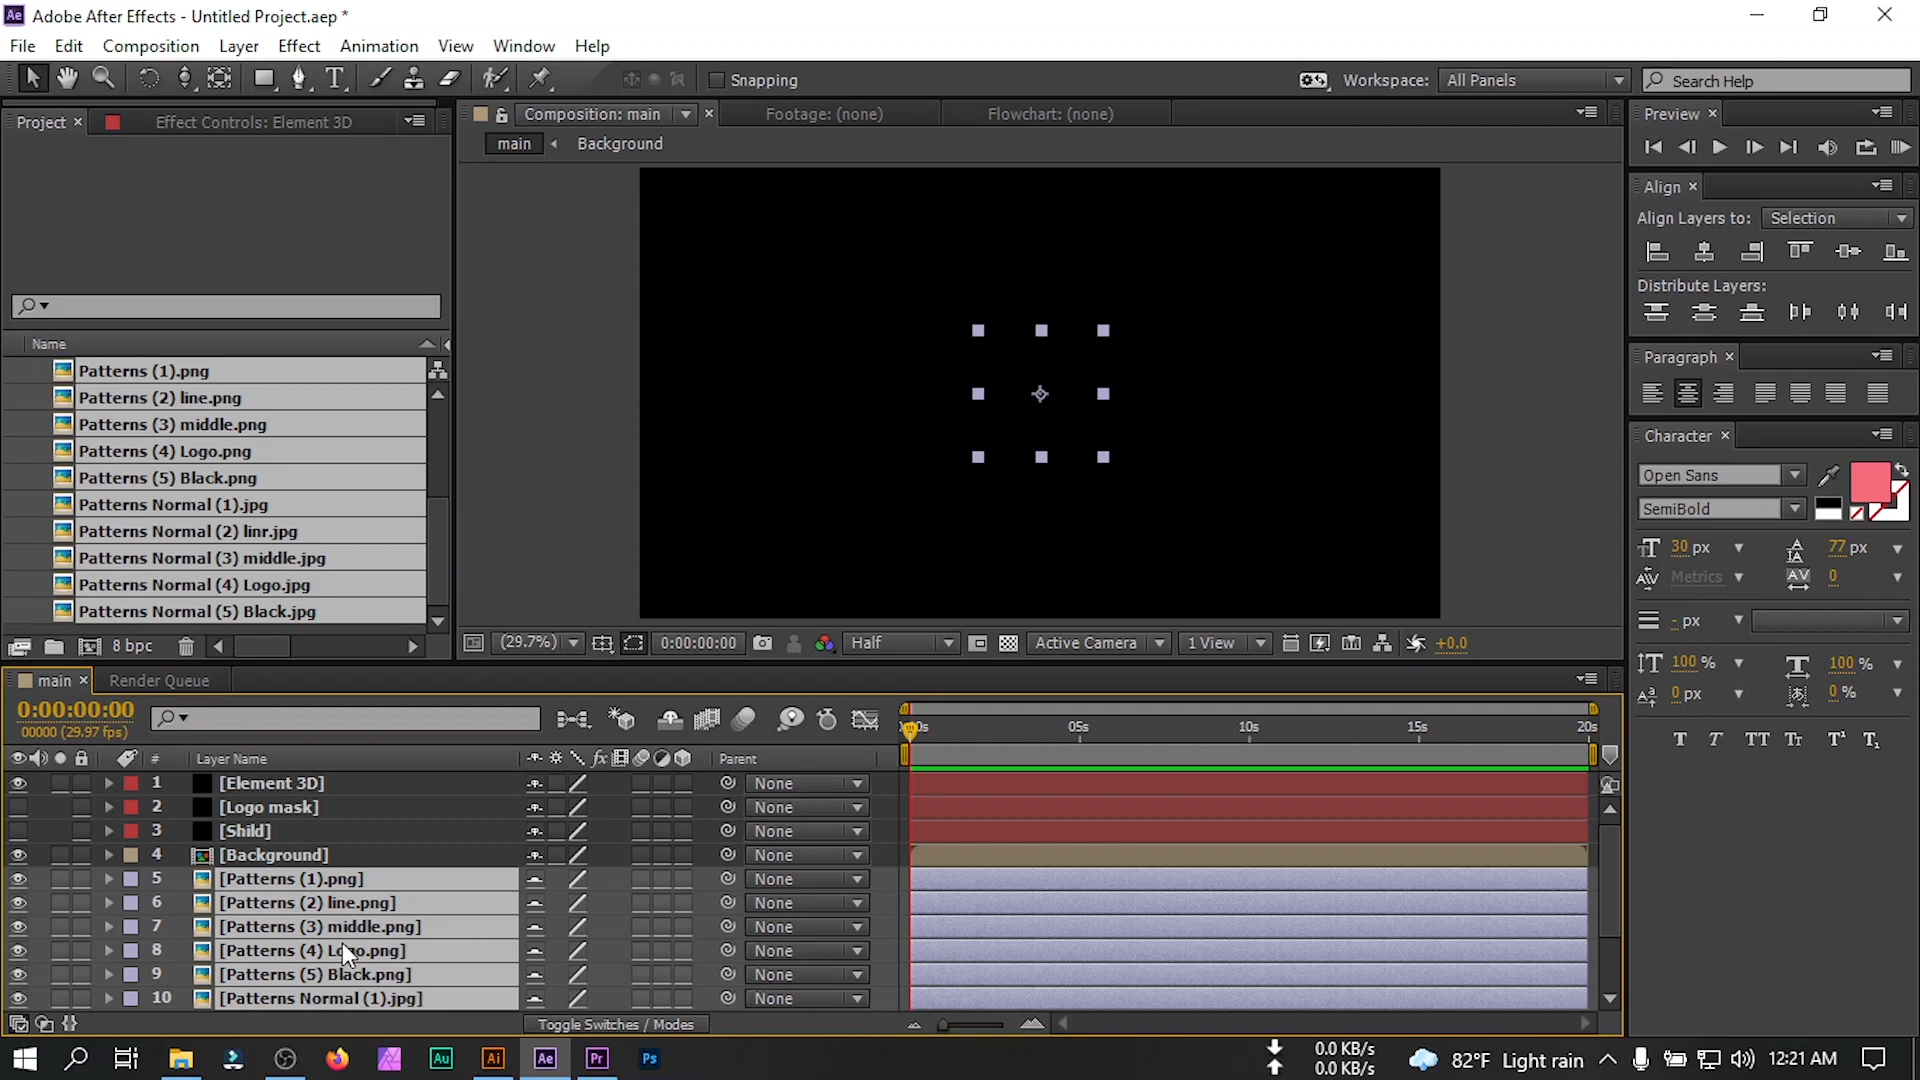 Ae Adobe After Effects - Untitled Project.aep *
File Edit Composition Layer Effect Animation View Window Help
Snapping
Workspace: All Panels
Search Help
Project × Effect Controls: Element 3D
Composition: main × Footage: (none) Flowchart: (none)
main Background
Preview ×
Align ×
Align Layers to: Selection
Distribute Layers:
Paragraph ×
Character ×
Open Sans
SemiBold
30 px 77 px
Metrics 0
- px
100 % 100 %
0 px 0 %
T T TT Tt T¹ T₁
Name
Patterns (1).png
Patterns (2) line.png
Patterns (3) middle.png
Patterns (4) Logo.png
Patterns (5) Black.png
Patterns Normal (1).jpg
Patterns Normal (2) linr.jpg
Patterns Normal (3) middle.jpg
Patterns Normal (4) Logo.jpg
Patterns Normal (5) Black.jpg
8 bpc
(29.7%) 0:00:00:00 Half Active Camera 1 View +0.0
main × Render Queue
0:00:00:00
00000 (29.97 fps)
05s 10s 15s 20s
# Layer Name fx Parent
1 [Element 3D] None
2 [Logo mask] None
3 [Shild] None
4 [Background] None
5 [Patterns (1).png] None
6 [Patterns (2) line.png] None
7 [Patterns (3) middle.png] None
8 [Patterns (4) Logo.png] None
9 [Patterns (5) Black.png] None
10 [Patterns Normal (1).jpg] None
Toggle Switches / Modes
Au Ai Ae Pr Ps
0.0 KB/s
0.0 KB/s
82°F Light rain 12:21 AM